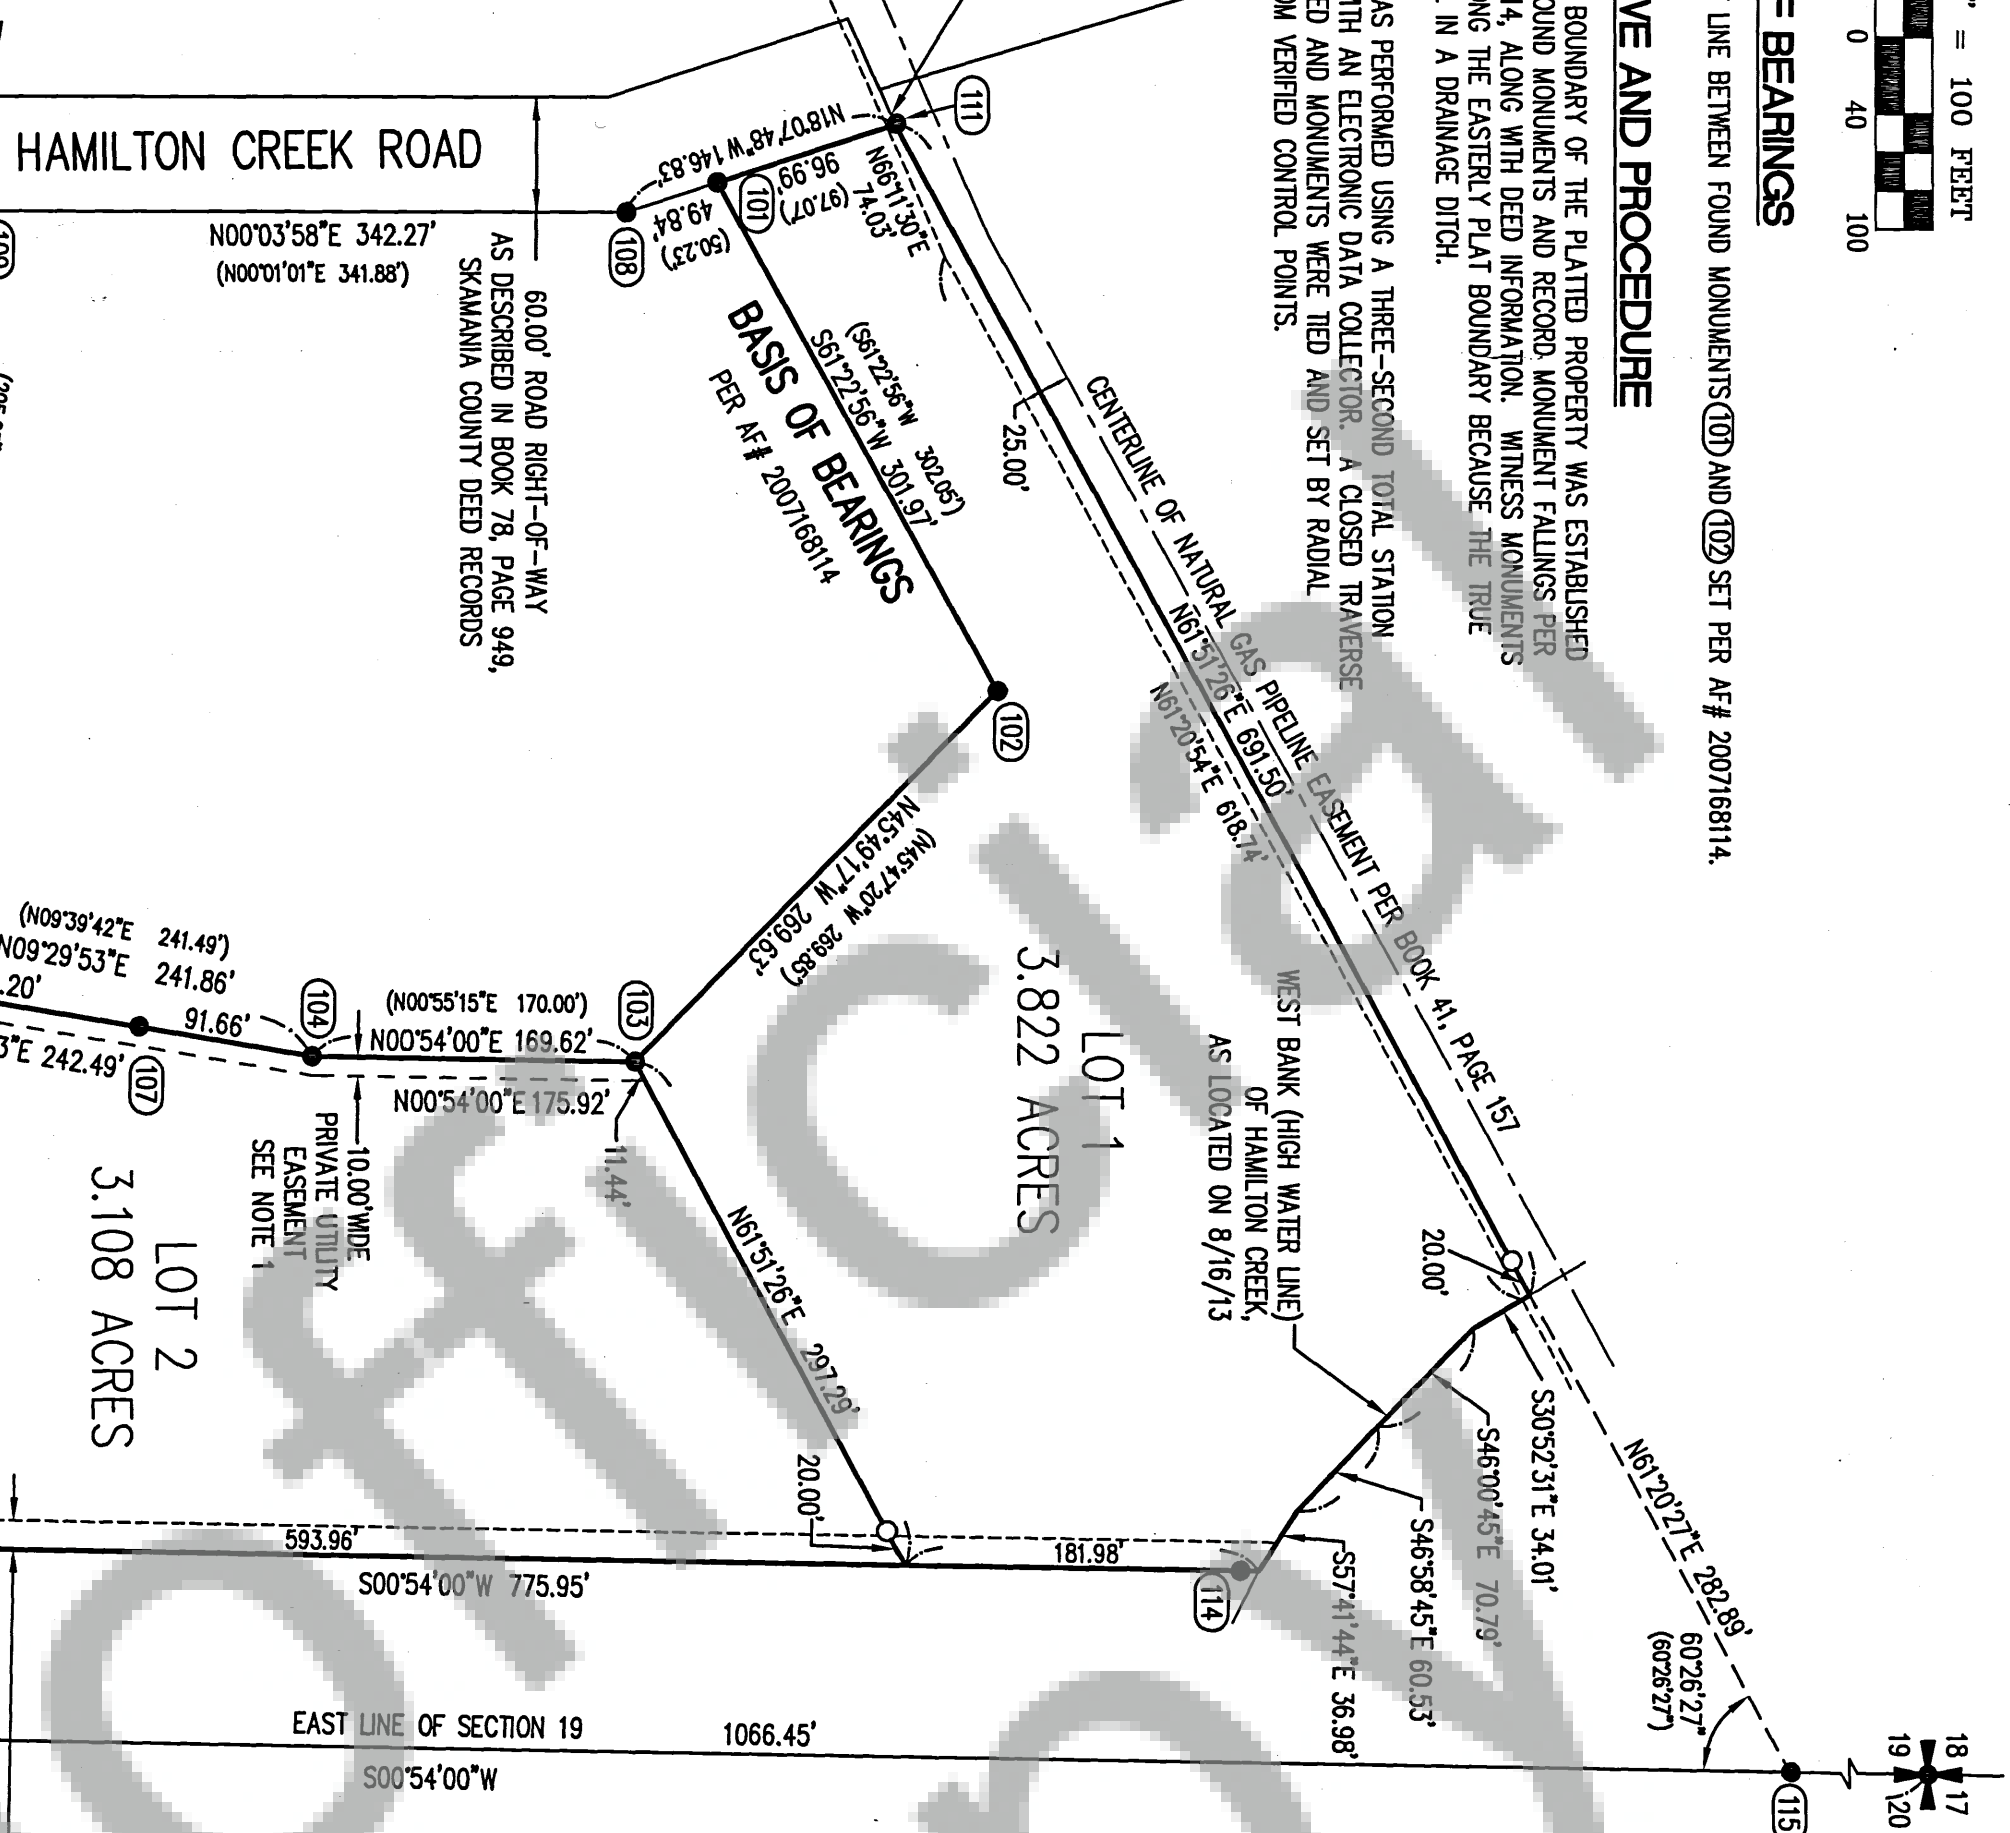 " = 100 FEET
0 40 100
F BEARINGS
LINE BETWEEN FOUND MONUMENTS (101) AND (102) SET PER AF# 2007168114.
VE AND PROCEDURE
BOUNDARY OF THE PLATTED PROPERTY WAS ESTABLISHED
OUND MONUMENTS AND RECORD MONUMENT FALLINGS PER
14, ALONG WITH DEED INFORMATION. WITNESS MONUMENTS
NG THE EASTERLY PLAT BOUNDARY BECAUSE THE TRUE
IN A DRAINAGE DITCH.
AS PERFORMED USING A THREE-SECOND TOTAL STATION
ITH AN ELECTRONIC DATA COLLECTOR. A CLOSED TRAVERSE
ED AND MONUMENTS WERE TIED AND SET BY RADIAL
OM VERIFIED CONTROL POINTS.
111
N66°11'30"E
74.03'
N18°07'48"W 146.83'
96.99'
(97.07')
101
49.84'
(50.23')
108
HAMILTON CREEK ROAD
N00°03'58"E 342.27'
(N00°01'01"E 341.88')
60.00' ROAD RIGHT-OF-WAY
AS DESCRIBED IN BOOK 78, PAGE 949,
SKAMANIA COUNTY DEED RECORDS
(S61°22'56"W 302.05')
S61°22'56"W 301.97'
BASIS OF BEARINGS
PER AF# 2007168114
25.00'
CENTERLINE OF NATURAL GAS PIPELINE EASEMENT PER BOOK 41, PAGE 157
N61°51'26"E 691.50'
N61°20'54"E 618.74'
102
(N45°47'20"W 269.85')
N45°49'17"W 269.63'
LOT 1
3.822 ACRES
WEST BANK (HIGH WATER LINE)
OF HAMILTON CREEK,
AS LOCATED ON 8/16/13
103
(N00°55'15"E 170.00')
N00°54'00"E 169.62'
N00°54'00"E 175.92'
11.44'
104
(N09°39'42"E 241.49')
N09°29'53"E 241.86'
.20'
91.66'
3"E 242.49'
107
10.00' WIDE
PRIVATE UTILITY
EASEMENT
SEE NOTE 1
LOT 2
3.108 ACRES
N61°51'26"E 297.29'
20.00'
20.00'
S30°52'31"E 34.01'
S46°00'45"E 70.79'
S46°58'45"E 60.53'
S57°41'44"E 36.98'
N61°20'27"E 282.89'
60°26'27"
(60°26'27")
593.96'
181.98'
S00°54'00"W 775.95'
114
EAST LINE OF SECTION 19 1066.45'
S00°54'00"W
115
18 17
19 20